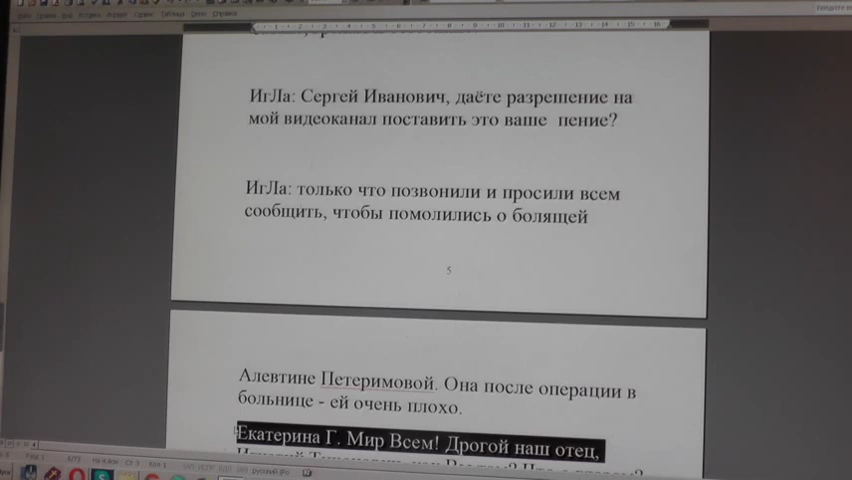 ИгЛа: Сергей Иванович, даёте разрешение на
мой видеоканал поставить это ваше пение?
ИгЛа: только что позвонили и просили всем
сообщить, чтобы помолились о болящей
5
Алевтине Петеримовой. Она после операции в
больнице - ей очень плохо.
Екатерина Г. Мир Всем! Дорогой наш отец,